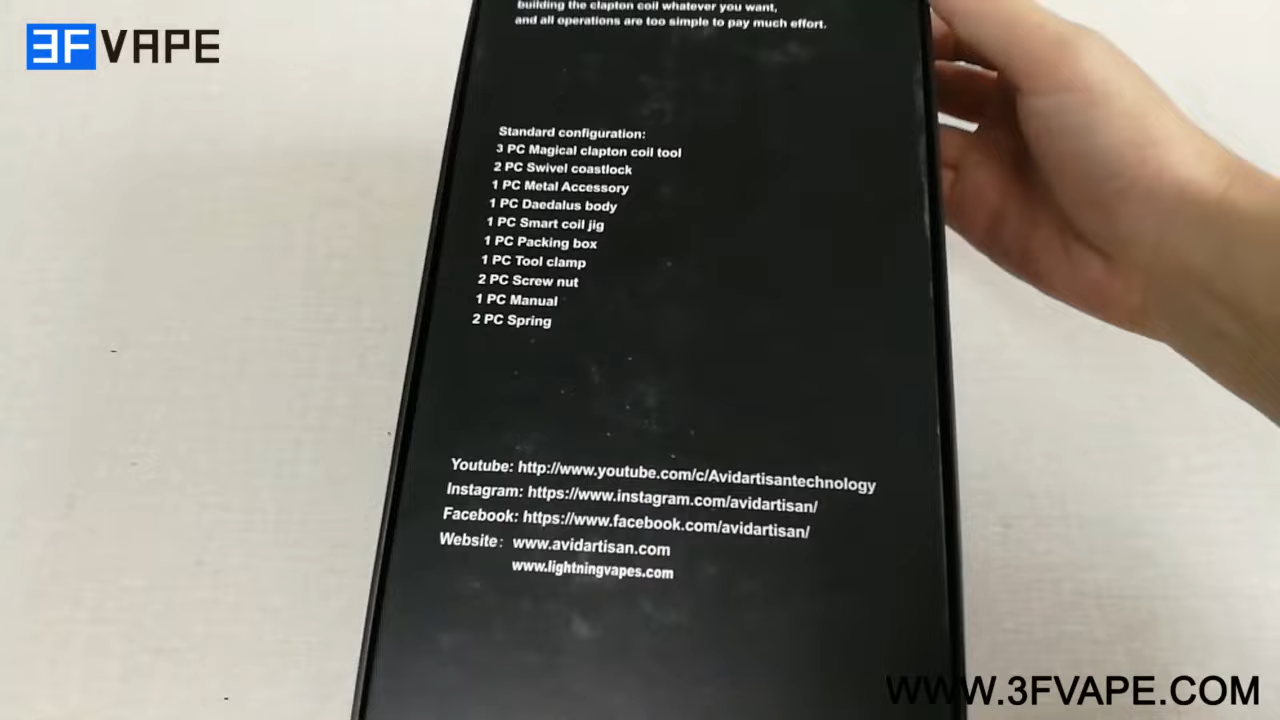 3FVAPE
building the clapton coil whatever you want,
and all operations are too simple to pay much effort.
Standard configuration:
3 PC Magical clapton coil tool
2 PC Swivel coastlock
1 PC Metal Accessory
1 PC Daedalus body
1 PC Smart coil jig
1 PC Packing box
1 PC Tool clamp
2 PC Screw nut
1 PC Manual
2 PC Spring
Youtube: http://www.youtube.com/c/Avidartisantechnology
Instagram: https://www.instagram.com/avidartisan/
Facebook: https://www.facebook.com/avidartisan/
Website: www.avidartisan.com
www.lightningvapes.com
WWW.3FVAPE.COM